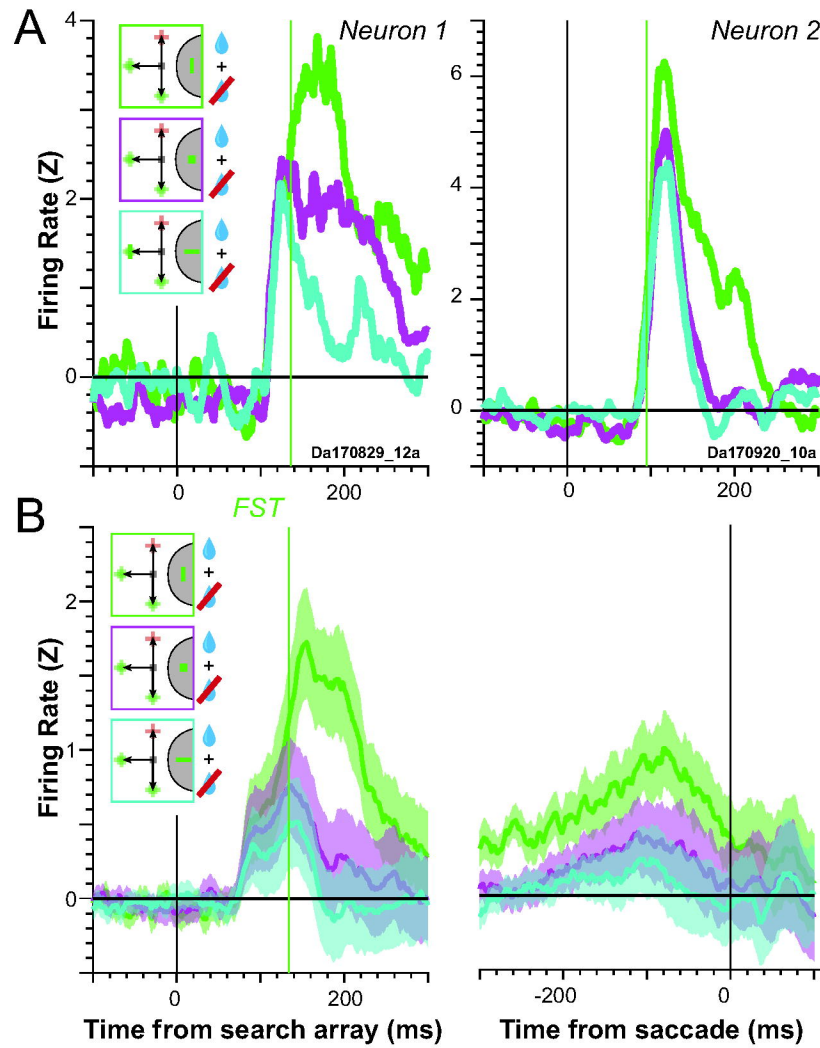 A
Neuron 1
Neuron 2
Firing Rate (Z)
4
2
0
6
4
2
0
+
+
+
Da170829_12a
Da170920_10a
0
200
0
200
FST
B
Firing Rate (Z)
2
1
0
+
+
+
0
200
-200
0
Time from search array (ms)
Time from saccade (ms)